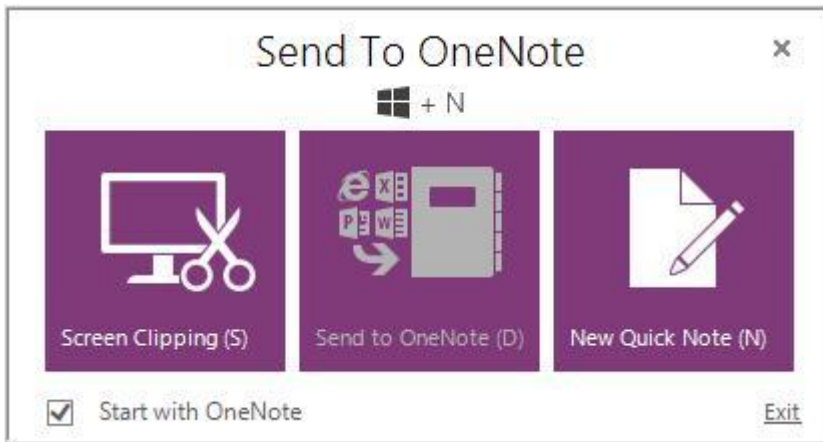 Send To OneNote
+ N
Screen Clipping (S)
Send to OneNote (D)
New Quick Note (N)
Start with OneNote
Exit